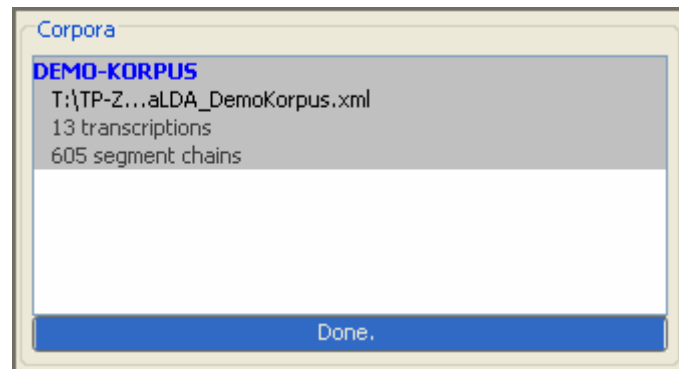 Corpora
DEMO-KORPUS
T:\TP-Z...aLDA_DemoKorpus.xml
13 transcriptions
605 segment chains
Done.